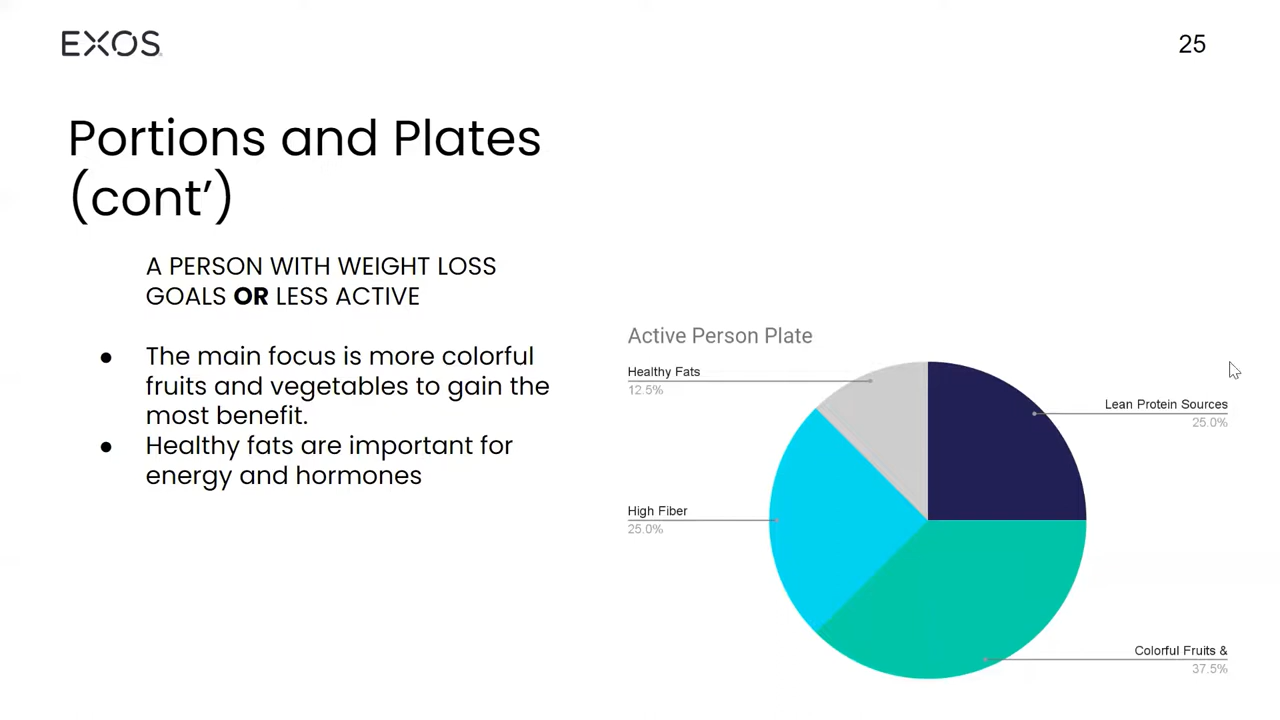 EXOS
25
Portions and Plates
(cont’)
A PERSON WITH WEIGHT LOSS
GOALS OR LESS ACTIVE
● The main focus is more colorful
fruits and vegetables to gain the
most benefit.
● Healthy fats are important for
energy and hormones
Active Person Plate
Healthy Fats
12.5%
Lean Protein Sources
25.0%
High Fiber
25.0%
Colorful Fruits &
37.5%